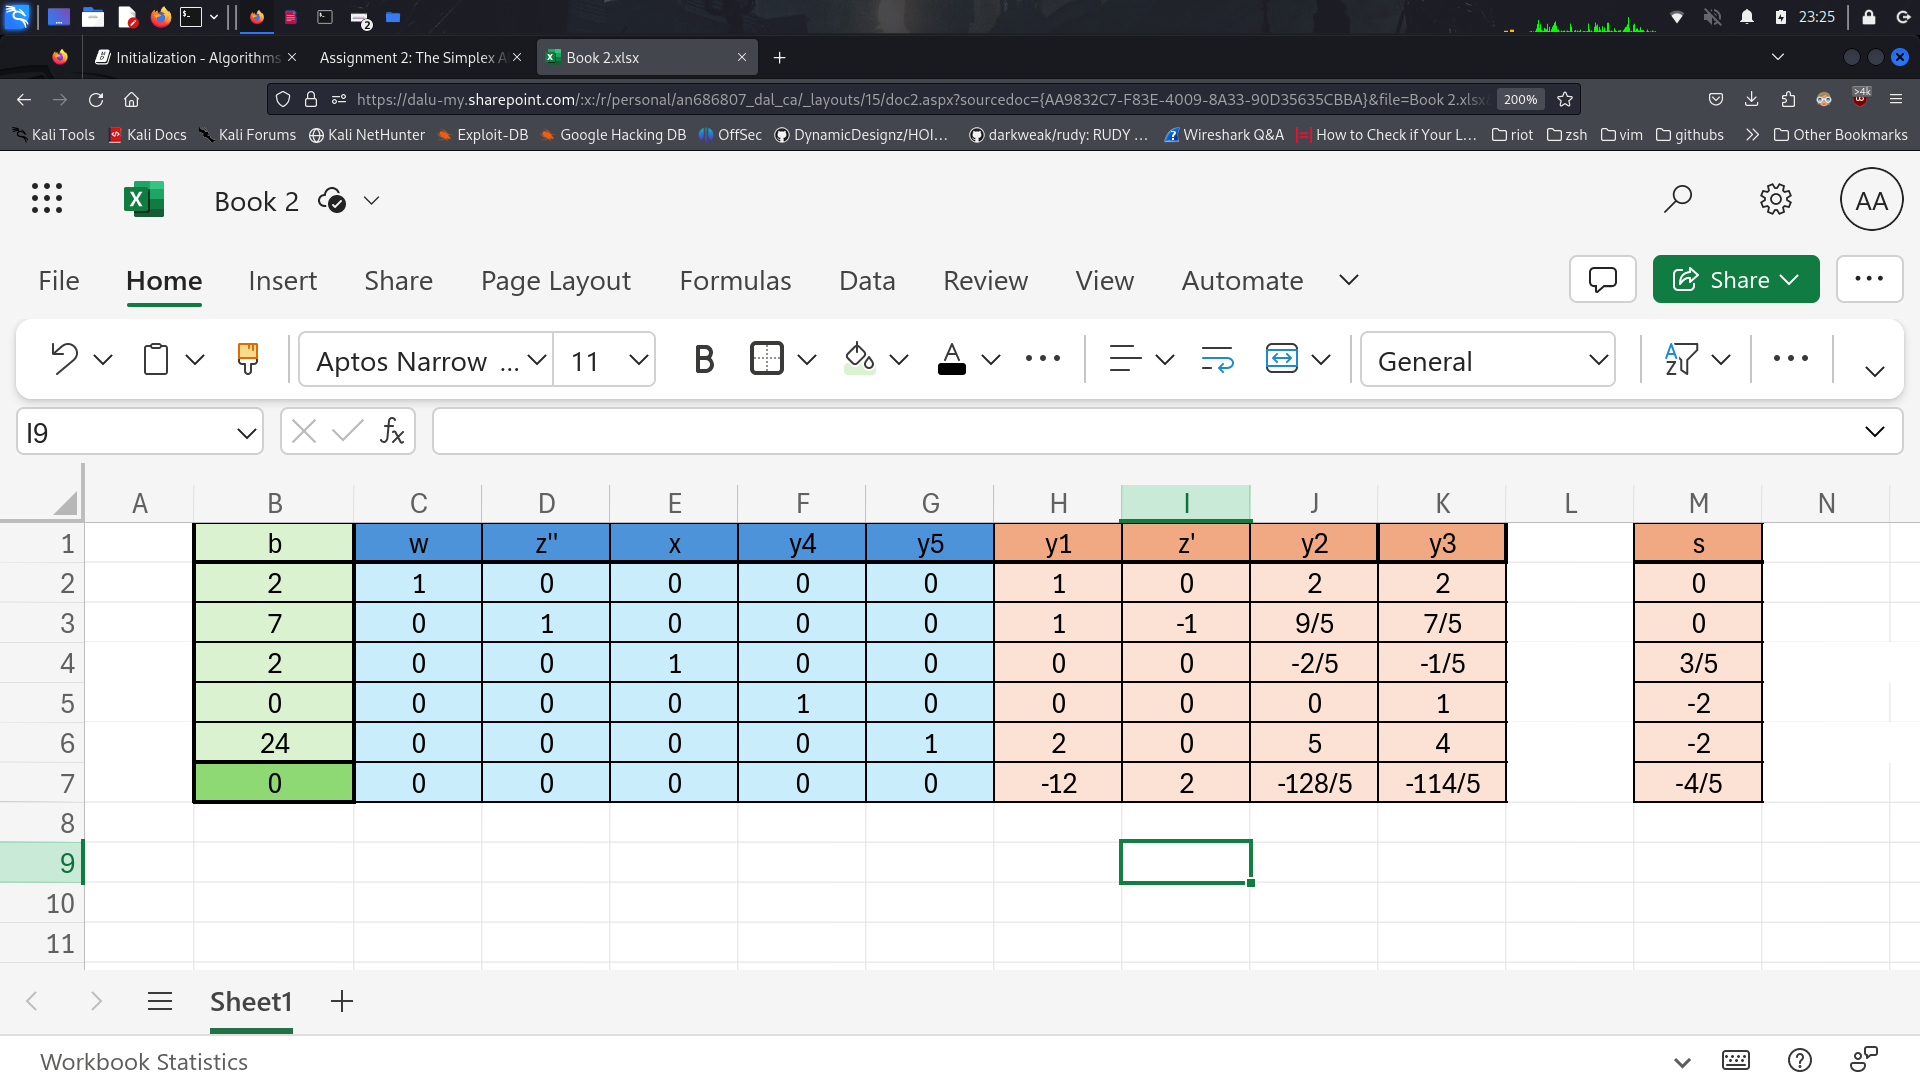 2
23:25
Initialization - Algorithms
Assignment 2: The Simplex A
Book 2.xlsx
https://dalu-my.sharepoint.com/:x:/r/personal/an686807_dal_ca/_layouts/15/doc2.aspx?sourcedoc={AA9832C7-F83E-4009-8A33-90D35635CBBA}&file=Book 2.xlsx
200%
>4k
Kali Tools
Kali Docs
Kali Forums
Kali NetHunter
Exploit-DB
Google Hacking DB
OffSec
DynamicDesignz/HOI…
darkweak/rudy: RUDY …
Wireshark Q&A
How to Check if Your L…
riot
zsh
vim
githubs
Other Bookmarks
Book 2
AA
File Home Insert Share Page Layout Formulas Data Review View Automate
Share
Aptos Narrow ...
11
B
General
I9
fx
A B C D E F G H I J K L M N
1 b w z" x y4 y5 y1 z' y2 y3 s
2 2 1 0 0 0 0 1 0 2 2 0
3 7 0 1 0 0 0 1 -1 9/5 7/5 0
4 2 0 0 1 0 0 0 0 -2/5 -1/5 3/5
5 0 0 0 0 1 0 0 0 0 1 -2
6 24 0 0 0 0 1 2 0 5 4 -2
7 0 0 0 0 0 0 -12 2 -128/5 -114/5 -4/5
8
9
10
11
Sheet1
Workbook Statistics